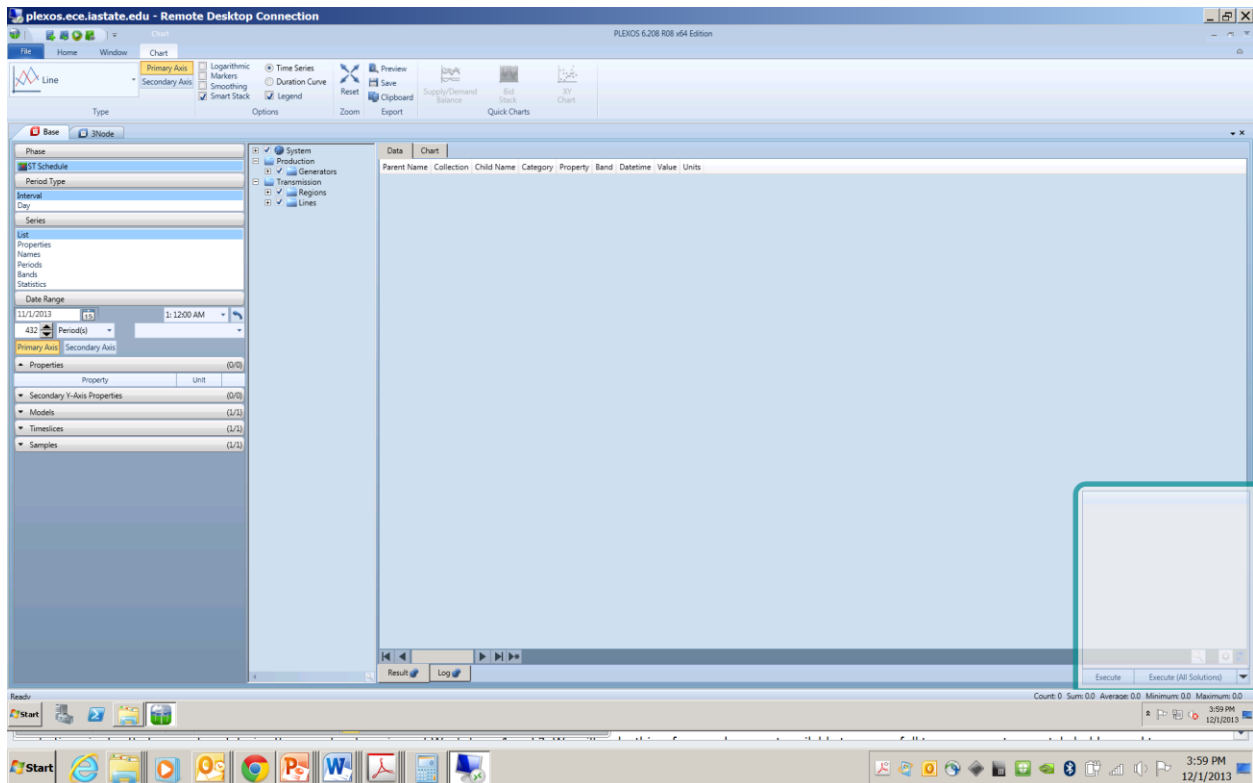 plexos.ece.iastate.edu - Remote Desktop Connection
Chart
PLEXOS 6.208 R08 x64 Edition
File Home Window Chart
Line
Primary Axis
Secondary Axis
Logarithmic
Markers
Smoothing
Smart Stack
Time Series
Duration Curve
Legend
Reset
Preview
Save
Clipboard
Supply/Demand Balance
Bid Stack
XY Chart
Type Options Zoom Export Quick Charts
Base 3Node
Phase
ST Schedule
Period Type
Interval
Day
Series
List
Properties
Names
Periods
Bands
Statistics
Date Range
11/1/2013 15 1: 12:00 AM
432 Period(s)
Primary Axis Secondary Axis
Properties (0/0)
Property Unit
Secondary Y-Axis Properties (0/0)
Models (1/1)
Timeslices (1/1)
Samples (1/1)
System
Production
Generators
Transmission
Regions
Lines
Data Chart
Parent Name Collection Child Name Category Property Band Datetime Value Units
Result Log
Execute Execute (All Solutions)
Ready
Count: 0 Sum: 0.0 Average: 0.0 Minimum: 0.0 Maximum: 0.0
Start
3:59 PM
12/1/2013
Start
3:59 PM
12/1/2013